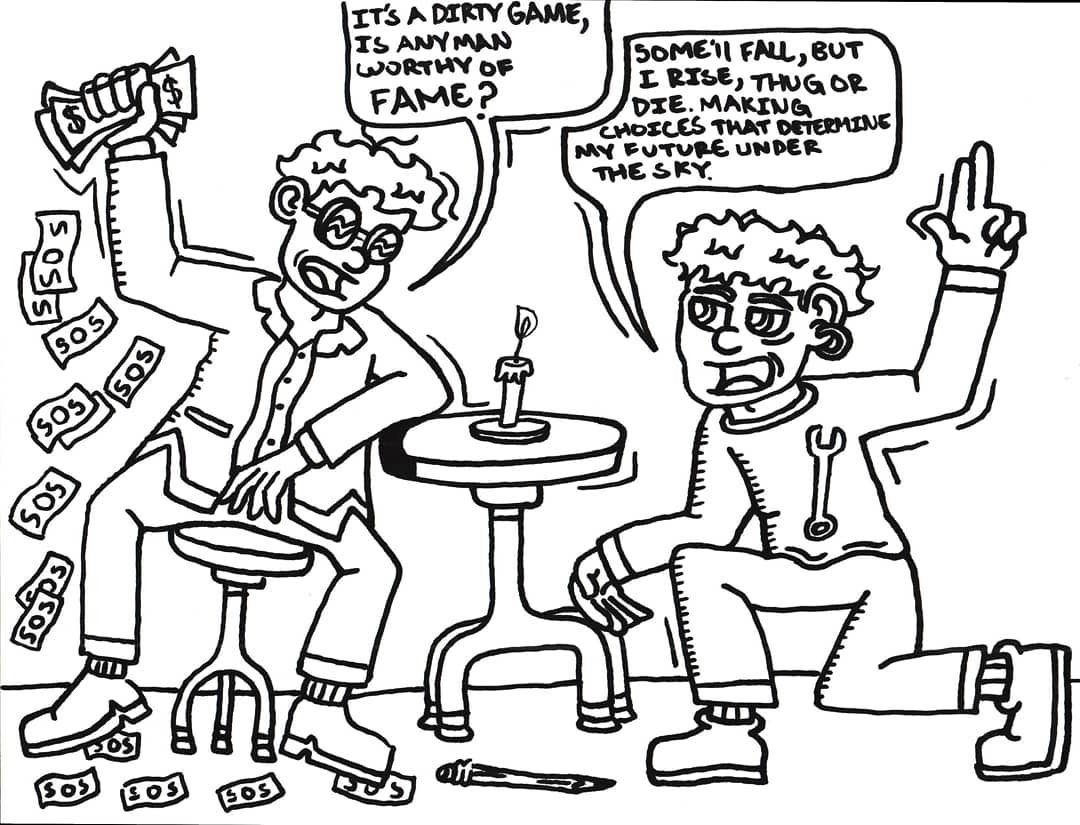 IT'S A DIRTY GAME,
IS ANY MAN
WORTHY OF
FAME?
SOME'll FALL, BUT
I RISE, THUG OR
DIE. MAKING
CHOICES THAT DETERMINE
MY FUTURE UNDER
THE SKY.
$
$
SOS
S
SOS
SOS
SOS
SOS
SOS
SOS
SOS
SOS
SOS
SOS
SOS